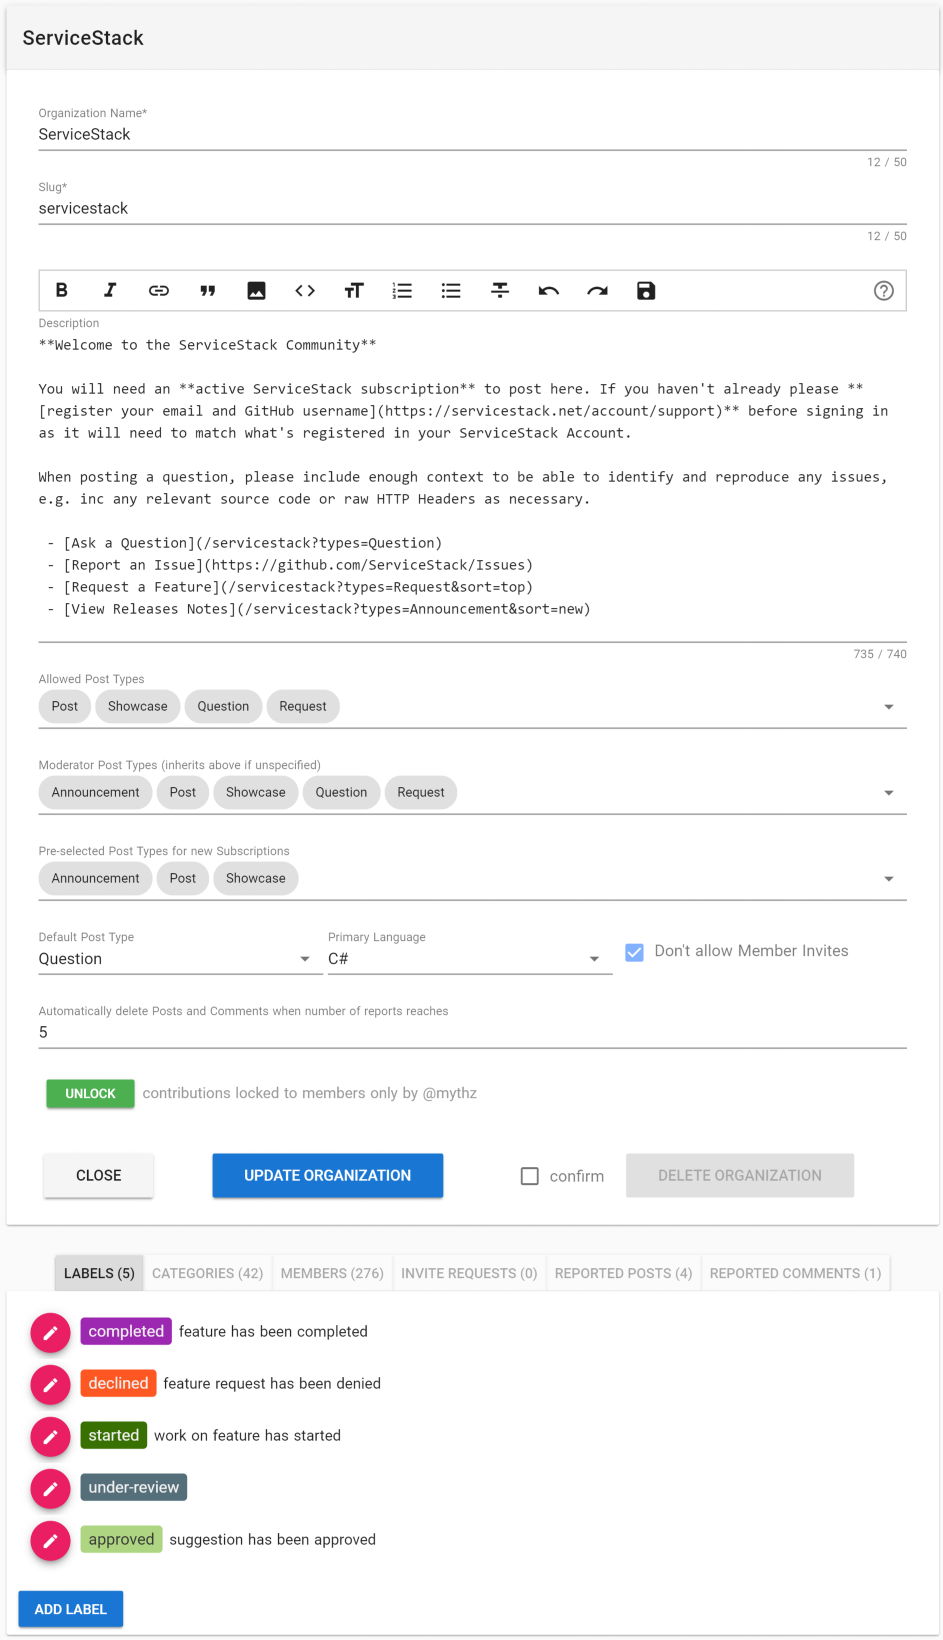 ServiceStack
Organization Name*
ServiceStack
12 / 50
Slug*
servicestack
12 / 50
Description
**Welcome to the ServiceStack Community**
You will need an **active ServiceStack subscription** to post here. If you haven't already please **
[register your email and GitHub username](https://servicestack.net/account/support)** before signing in
as it will need to match what's registered in your ServiceStack Account.
When posting a question, please include enough context to be able to identify and reproduce any issues,
e.g. inc any relevant source code or raw HTTP Headers as necessary.
- [Ask a Question](/servicestack?types=Question)
- [Report an Issue](https://github.com/ServiceStack/Issues)
- [Request a Feature](/servicestack?types=Request&sort=top)
- [View Releases Notes](/servicestack?types=Announcement&sort=new)
735 / 740
Allowed Post Types
Post Showcase Question Request
Moderator Post Types (inherits above if unspecified)
Announcement Post Showcase Question Request
Pre-selected Post Types for new Subscriptions
Announcement Post Showcase
Default Post Type Primary Language
Question C# Don't allow Member Invites
Automatically delete Posts and Comments when number of reports reaches
5
UNLOCK contributions locked to members only by @mythz
CLOSE UPDATE ORGANIZATION confirm DELETE ORGANIZATION
LABELS (5) CATEGORIES (42) MEMBERS (276) INVITE REQUESTS (0) REPORTED POSTS (4) REPORTED COMMENTS (1)
completed feature has been completed
declined feature request has been denied
started work on feature has started
under-review
approved suggestion has been approved
ADD LABEL